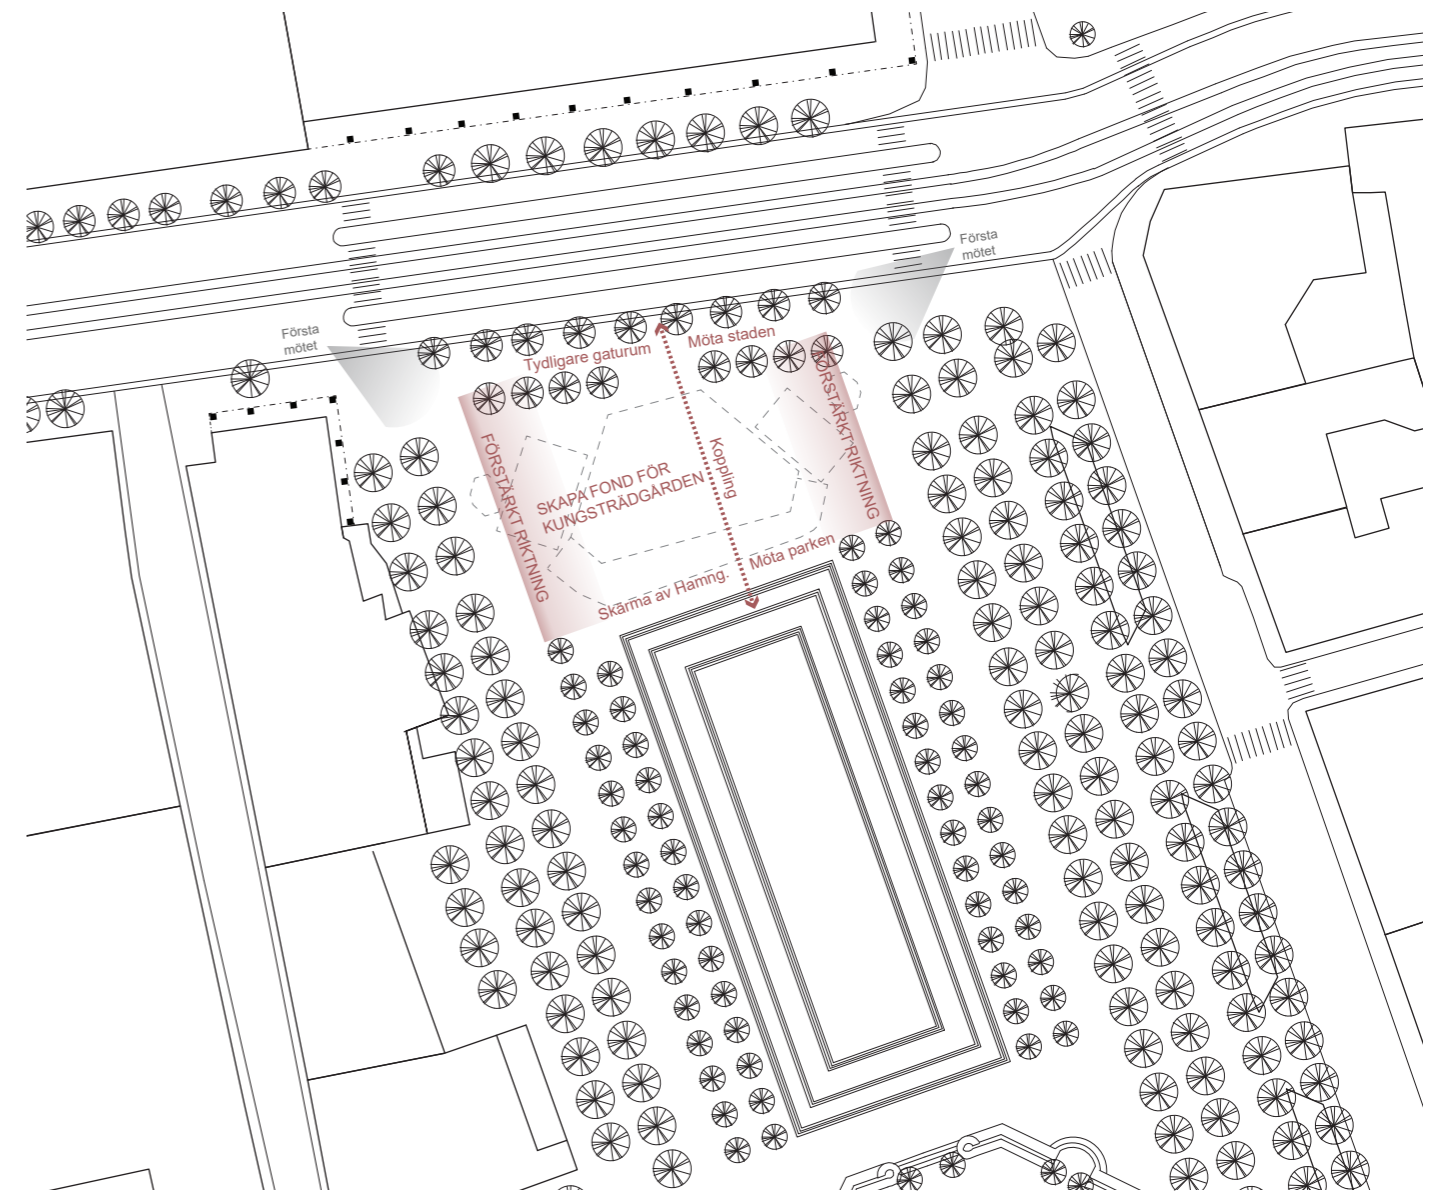 Första
mötet
Första
mötet
Tydligare gaturum
Möta staden
FÖRSTÄRKT RIKTNING
FÖRSTÄRKT RIKTNING
Koppling
SKAPA FOND FÖR
KUNGSTRÄDGÅRDEN
Möta parken
Skärma av Hamng.